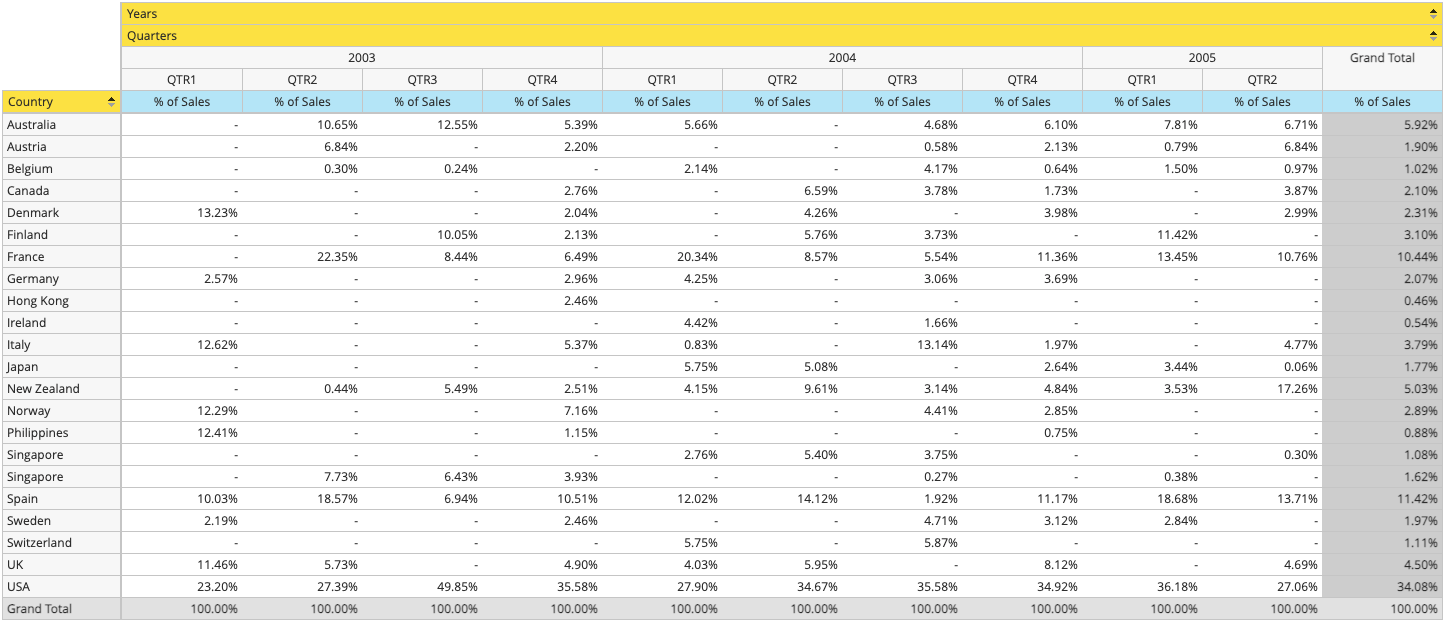 Years
Quarters
2003 2004 2005 Grand Total
QTR1 QTR2 QTR3 QTR4 QTR1 QTR2 QTR3 QTR4 QTR1 QTR2
Country % of Sales % of Sales % of Sales % of Sales % of Sales % of Sales % of Sales % of Sales % of Sales % of Sales % of Sales
Australia - 10.65% 12.55% 5.39% 5.66% - 4.68% 6.10% 7.81% 6.71% 5.92%
Austria - 6.84% - 2.20% - - 0.58% 2.13% 0.79% 6.84% 1.90%
Belgium - 0.30% 0.24% - 2.14% - 4.17% 0.64% 1.50% 0.97% 1.02%
Canada - - - 2.76% - 6.59% 3.78% 1.73% - 3.87% 2.10%
Denmark 13.23% - - 2.04% - 4.26% - 3.98% - 2.99% 2.31%
Finland - - 10.05% 2.13% - 5.76% 3.73% - 11.42% - 3.10%
France - 22.35% 8.44% 6.49% 20.34% 8.57% 5.54% 11.36% 13.45% 10.76% 10.44%
Germany 2.57% - - 2.96% 4.25% - 3.06% 3.69% - - 2.07%
Hong Kong - - - 2.46% - - - - - - 0.46%
Ireland - - - - 4.42% - 1.66% - - - 0.54%
Italy 12.62% - - 5.37% 0.83% - 13.14% 1.97% - 4.77% 3.79%
Japan - - - - 5.75% 5.08% - 2.64% 3.44% 0.06% 1.77%
New Zealand - 0.44% 5.49% 2.51% 4.15% 9.61% 3.14% 4.84% 3.53% 17.26% 5.03%
Norway 12.29% - - 7.16% - - 4.41% 2.85% - - 2.89%
Philippines 12.41% - - 1.15% - - - 0.75% - - 0.88%
Singapore - - - - 2.76% 5.40% 3.75% - - 0.30% 1.08%
Singapore - 7.73% 6.43% 3.93% - - 0.27% - 0.38% - 1.62%
Spain 10.03% 18.57% 6.94% 10.51% 12.02% 14.12% 1.92% 11.17% 18.68% 13.71% 11.42%
Sweden 2.19% - - 2.46% - - 4.71% 3.12% 2.84% - 1.97%
Switzerland - - - - 5.75% - 5.87% - - - 1.11%
UK 11.46% 5.73% - 4.90% 4.03% 5.95% - 8.12% - 4.69% 4.50%
USA 23.20% 27.39% 49.85% 35.58% 27.90% 34.67% 35.58% 34.92% 36.18% 27.06% 34.08%
Grand Total 100.00% 100.00% 100.00% 100.00% 100.00% 100.00% 100.00% 100.00% 100.00% 100.00% 100.00%